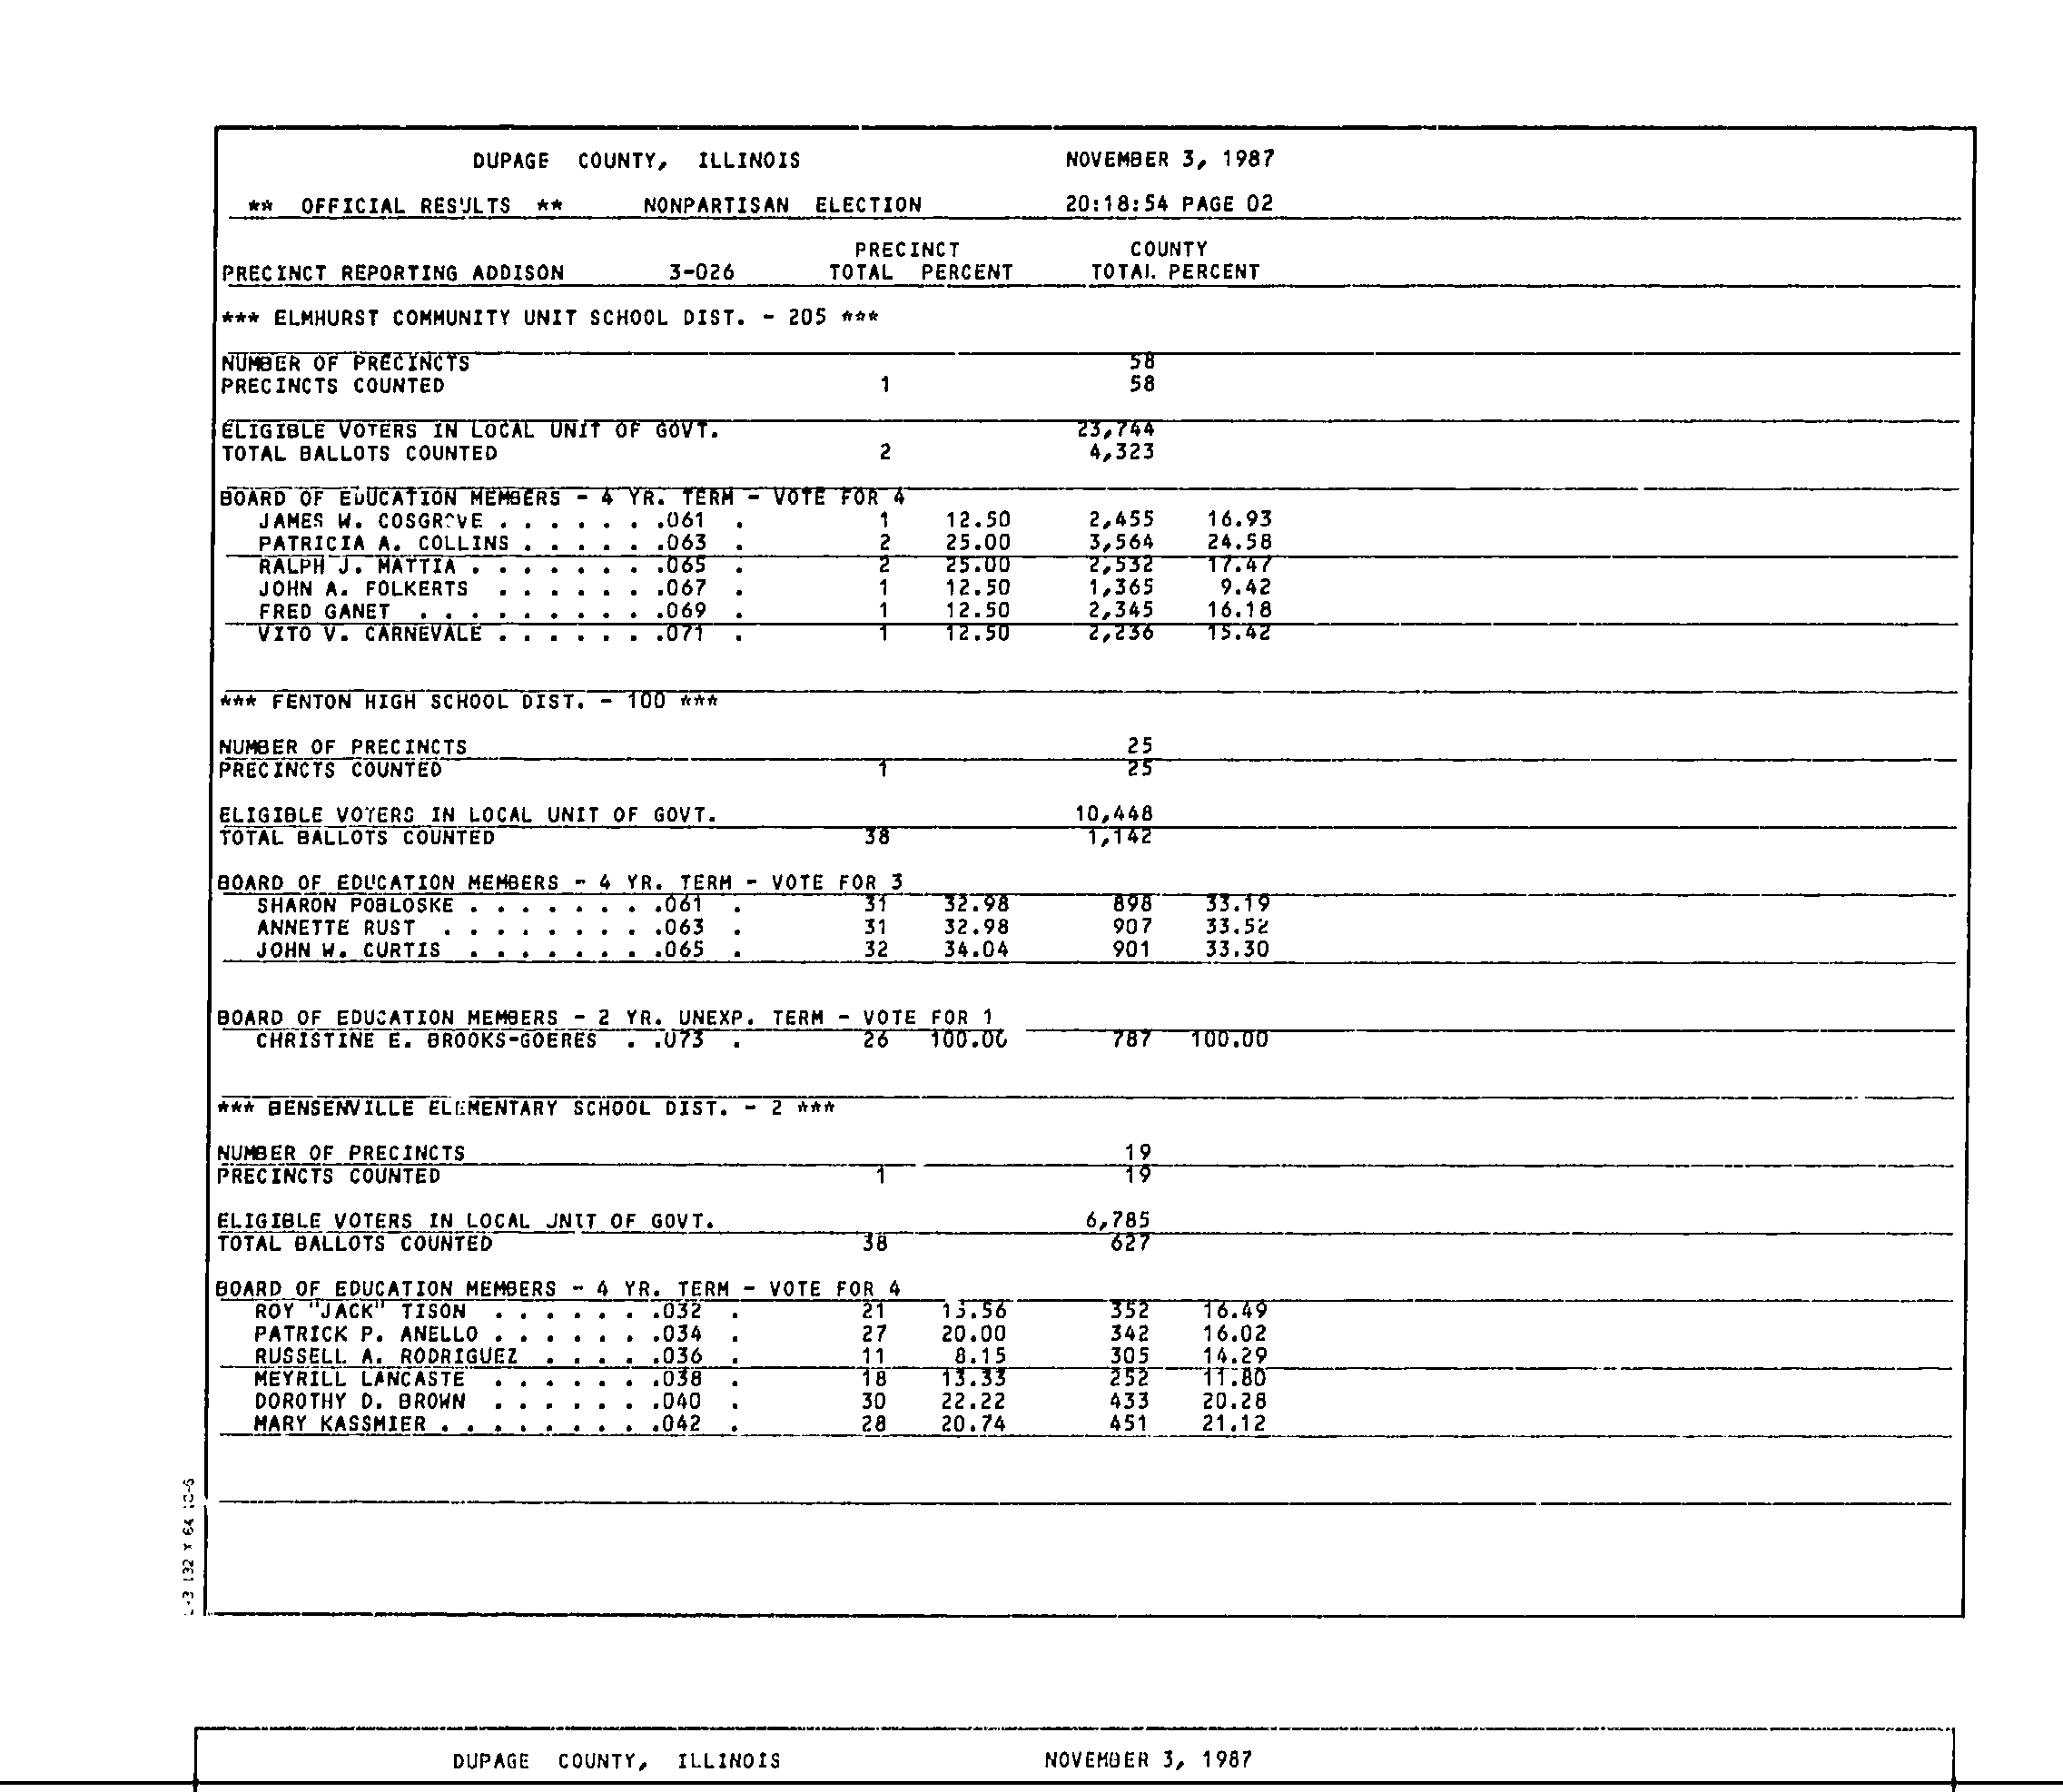 DUPAGE COUNTY, ILLINOIS NOVEMBER 3, 1987
** OFFICIAL RESULTS ** NONPARTISAN ELECTION 20:18:54 PAGE 02
PRECINCT COUNTY
PRECINCT REPORTING ADDISON 3-026 TOTAL PERCENT TOTAL PERCENT
*** ELMHURST COMMUNITY UNIT SCHOOL DIST. - 205 ***
NUMBER OF PRECINCTS 58
PRECINCTS COUNTED 1 58
ELIGIBLE VOTERS IN LOCAL UNIT OF GOVT. 23,744
TOTAL BALLOTS COUNTED 2 4,323
BOARD OF EDUCATION MEMBERS - 4 YR. TERM - VOTE FOR 4
JAMES W. COSGROVE . . . . . . .061 . 1 12.50 2,455 16.93
PATRICIA A. COLLINS . . . . . .063 . 2 25.00 3,564 24.58
RALPH J. MATTIA . . . . . . . .065 . 2 25.00 2,532 17.47
JOHN A. FOLKERTS . . . . . . .067 . 1 12.50 1,365 9.42
FRED GANET . . . . . . . . . .069 . 1 12.50 2,345 16.18
VITO V. CARNEVALE . . . . . . .071 . 1 12.50 2,236 15.42
*** FENTON HIGH SCHOOL DIST. - 100 ***
NUMBER OF PRECINCTS 25
PRECINCTS COUNTED 1 25
ELIGIBLE VOTERS IN LOCAL UNIT OF GOVT. 10,448
TOTAL BALLOTS COUNTED 38 1,142
BOARD OF EDUCATION MEMBERS - 4 YR. TERM - VOTE FOR 3
SHARON POBLOSKE . . . . . . . .061 . 31 32.98 898 33.19
ANNETTE RUST . . . . . . . . .063 . 31 32.98 907 33.52
JOHN W. CURTIS . . . . . . . .065 . 32 34.04 901 33.30
BOARD OF EDUCATION MEMBERS - 2 YR. UNEXP. TERM - VOTE FOR 1
CHRISTINE E. BROOKS-GOERES . .073 . 26 100.00 787 100.00
*** BENSENVILLE ELEMENTARY SCHOOL DIST. - 2 ***
NUMBER OF PRECINCTS 19
PRECINCTS COUNTED 1 19
ELIGIBLE VOTERS IN LOCAL UNIT OF GOVT. 6,785
TOTAL BALLOTS COUNTED 38 627
BOARD OF EDUCATION MEMBERS - 4 YR. TERM - VOTE FOR 4
ROY "JACK" TISON . . . . . . .032 . 21 15.56 352 16.49
PATRICK P. ANELLO . . . . . . .034 . 27 20.00 342 16.02
RUSSELL A. RODRIGUEZ . . . . .036 . 11 8.15 305 14.29
MEYRILL LANCASTE . . . . . . .038 . 18 13.33 252 11.80
DOROTHY D. BROWN . . . . . . .040 . 30 22.22 433 20.28
MARY KASSMIER . . . . . . . . .042 . 28 20.74 451 21.12
132 X 64
DUPAGE COUNTY, ILLINOIS NOVEMBER 3, 1987